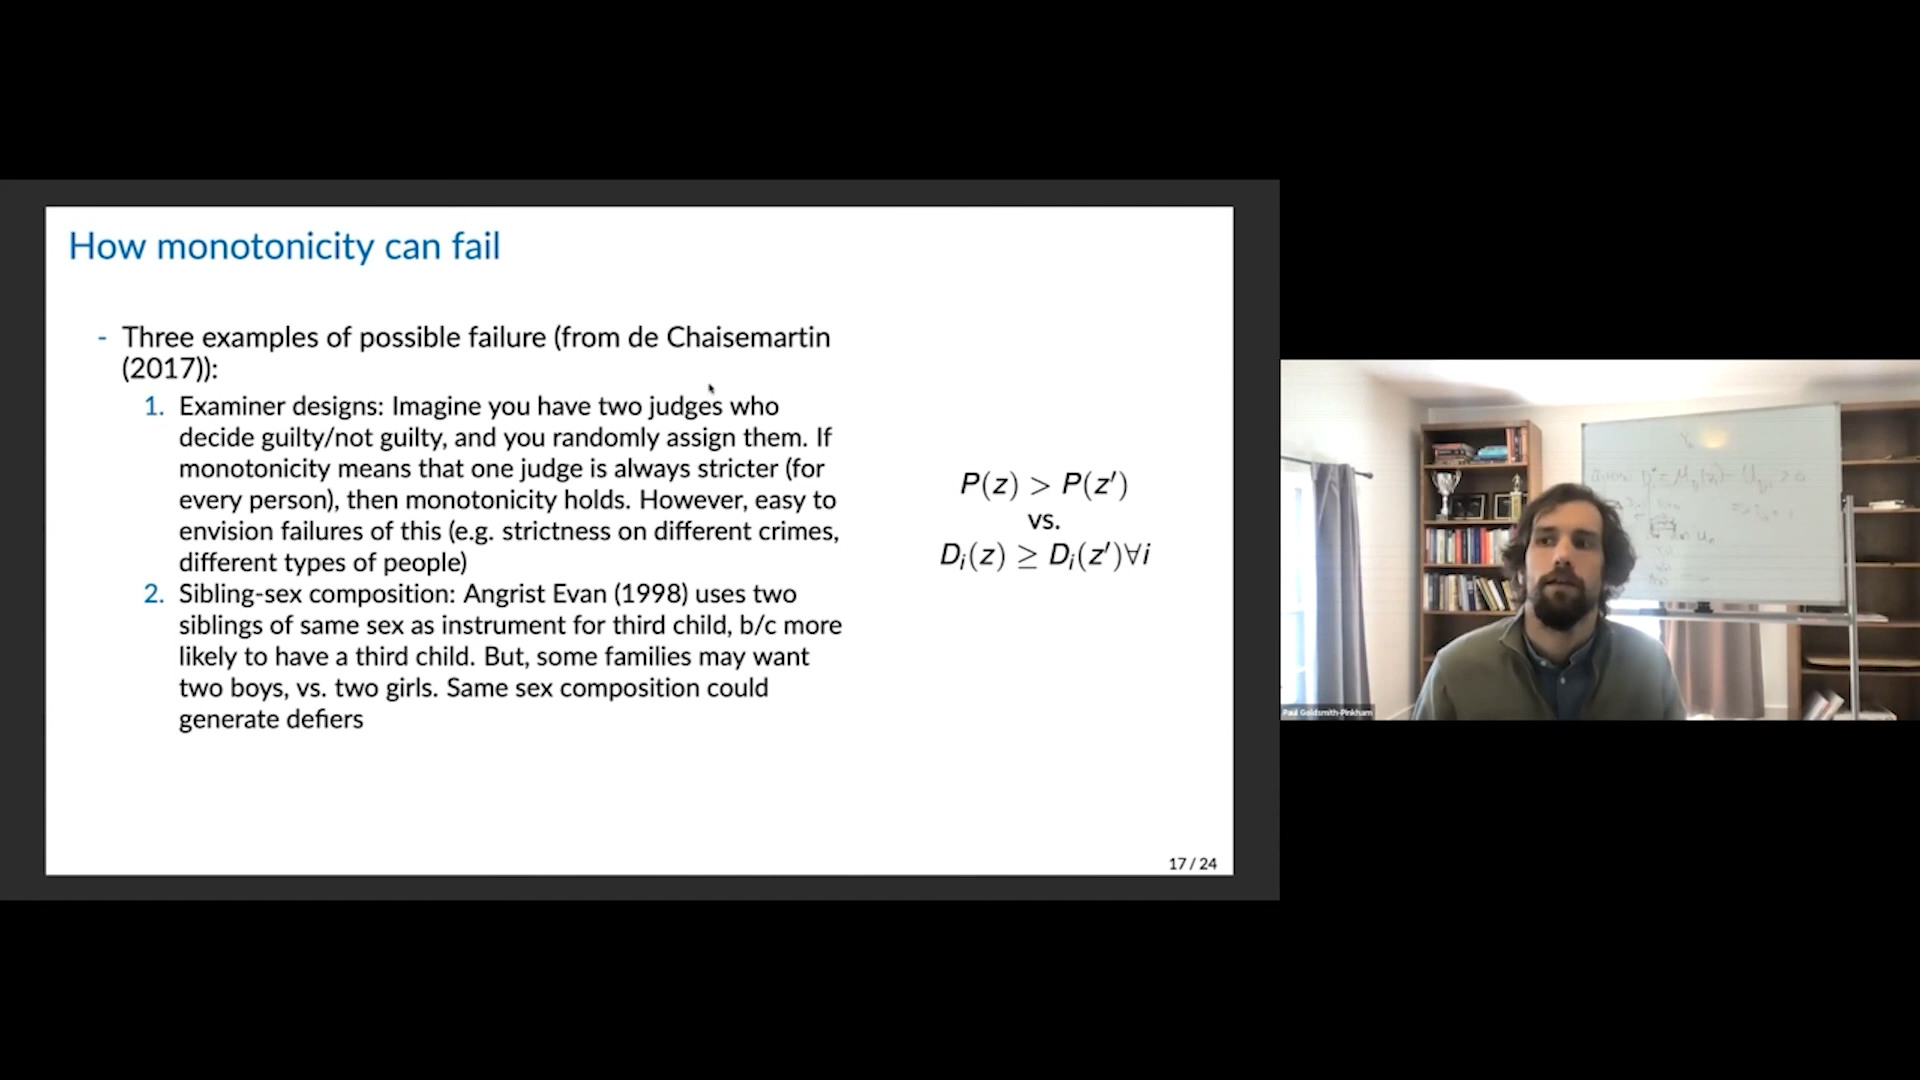 How monotonicity can fail
- Three examples of possible failure (from de Chaisemartin
(2017)):
1. Examiner designs: Imagine you have two judges who
decide guilty/not guilty, and you randomly assign them. If
monotonicity means that one judge is always stricter (for
every person), then monotonicity holds. However, easy to
envision failures of this (e.g. strictness on different crimes,
different types of people)
2. Sibling-sex composition: Angrist Evan (1998) uses two
siblings of same sex as instrument for third child, b/c more
likely to have a third child. But, some families may want
two boys, vs. two girls. Same sex composition could
generate defiers
P(z) > P(z′)
vs.
Dᵢ(z) ≥ Dᵢ(z′)∀i
17 / 24
Paul Goldsmith-Pinkham